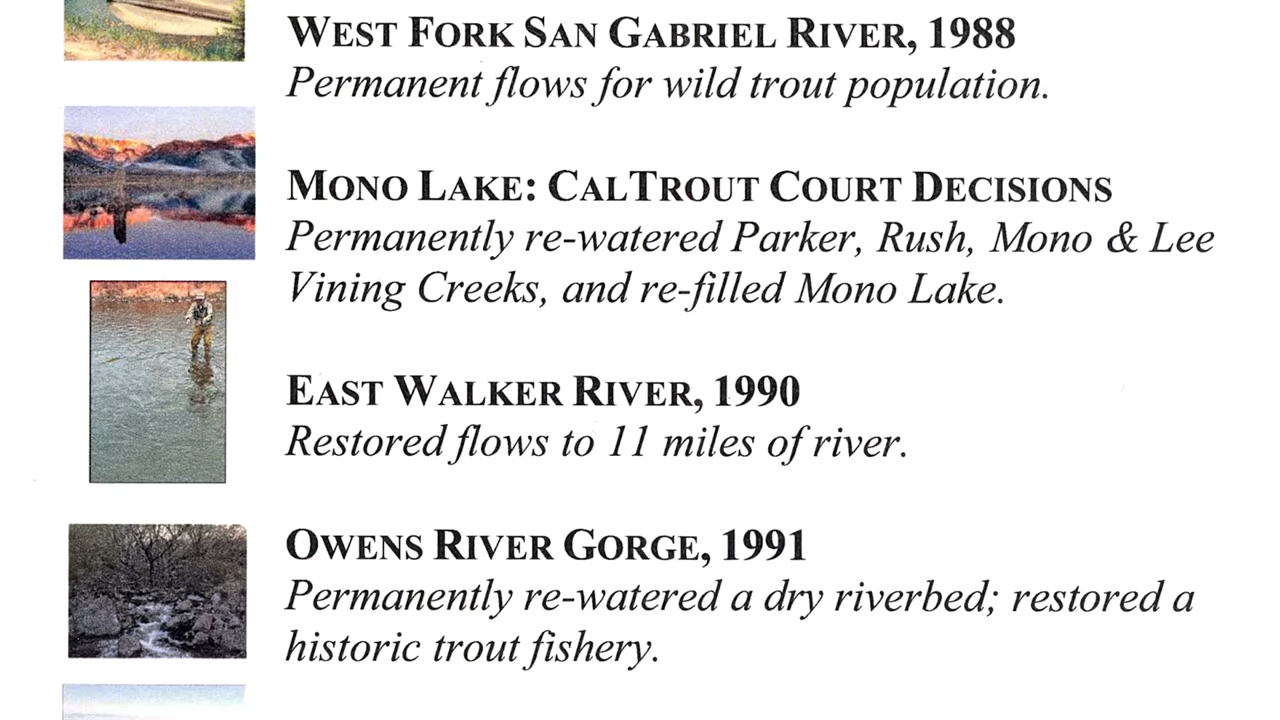 WEST FORK SAN GABRIEL RIVER, 1988
Permanent flows for wild trout population.
MONO LAKE: CALTROUT COURT DECISIONS
Permanently re-watered Parker, Rush, Mono & Lee
Vining Creeks, and re-filled Mono Lake.
EAST WALKER RIVER, 1990
Restored flows to 11 miles of river.
OWENS RIVER GORGE, 1991
Permanently re-watered a dry riverbed; restored a
historic trout fishery.